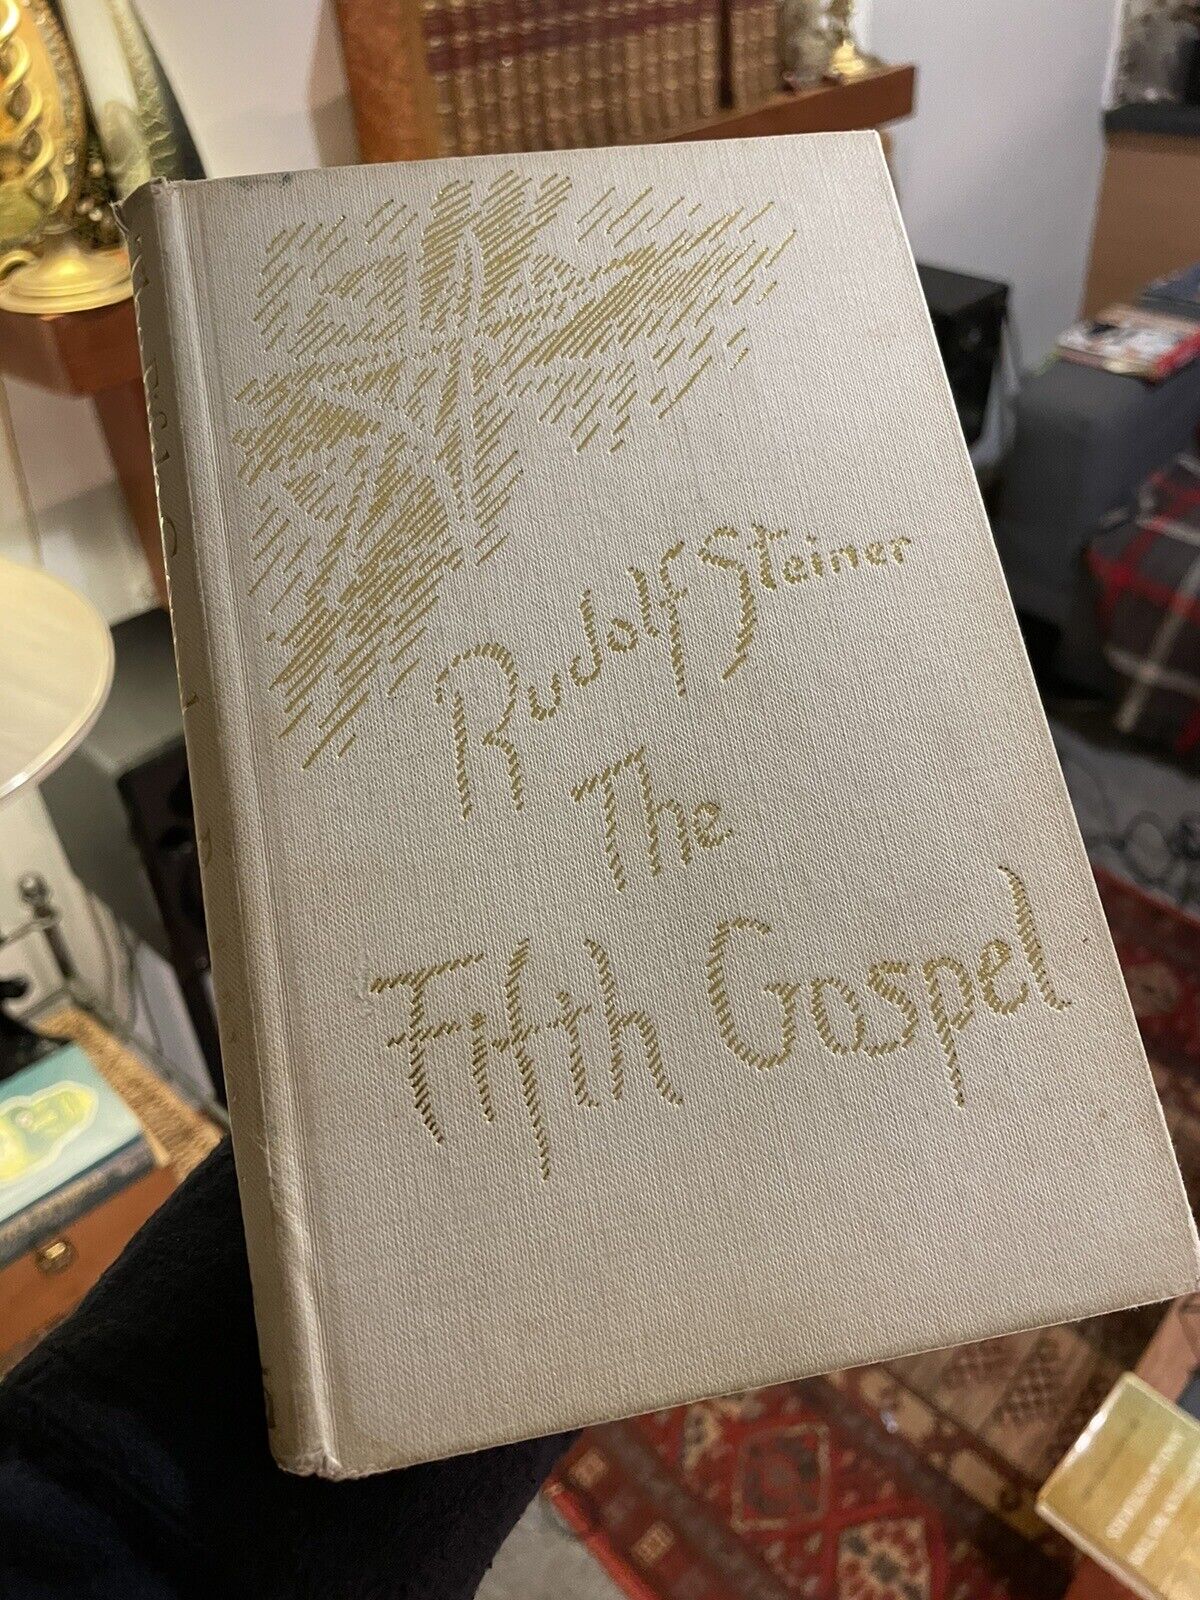 Rudolf Steiner
The
Fifth Gospel